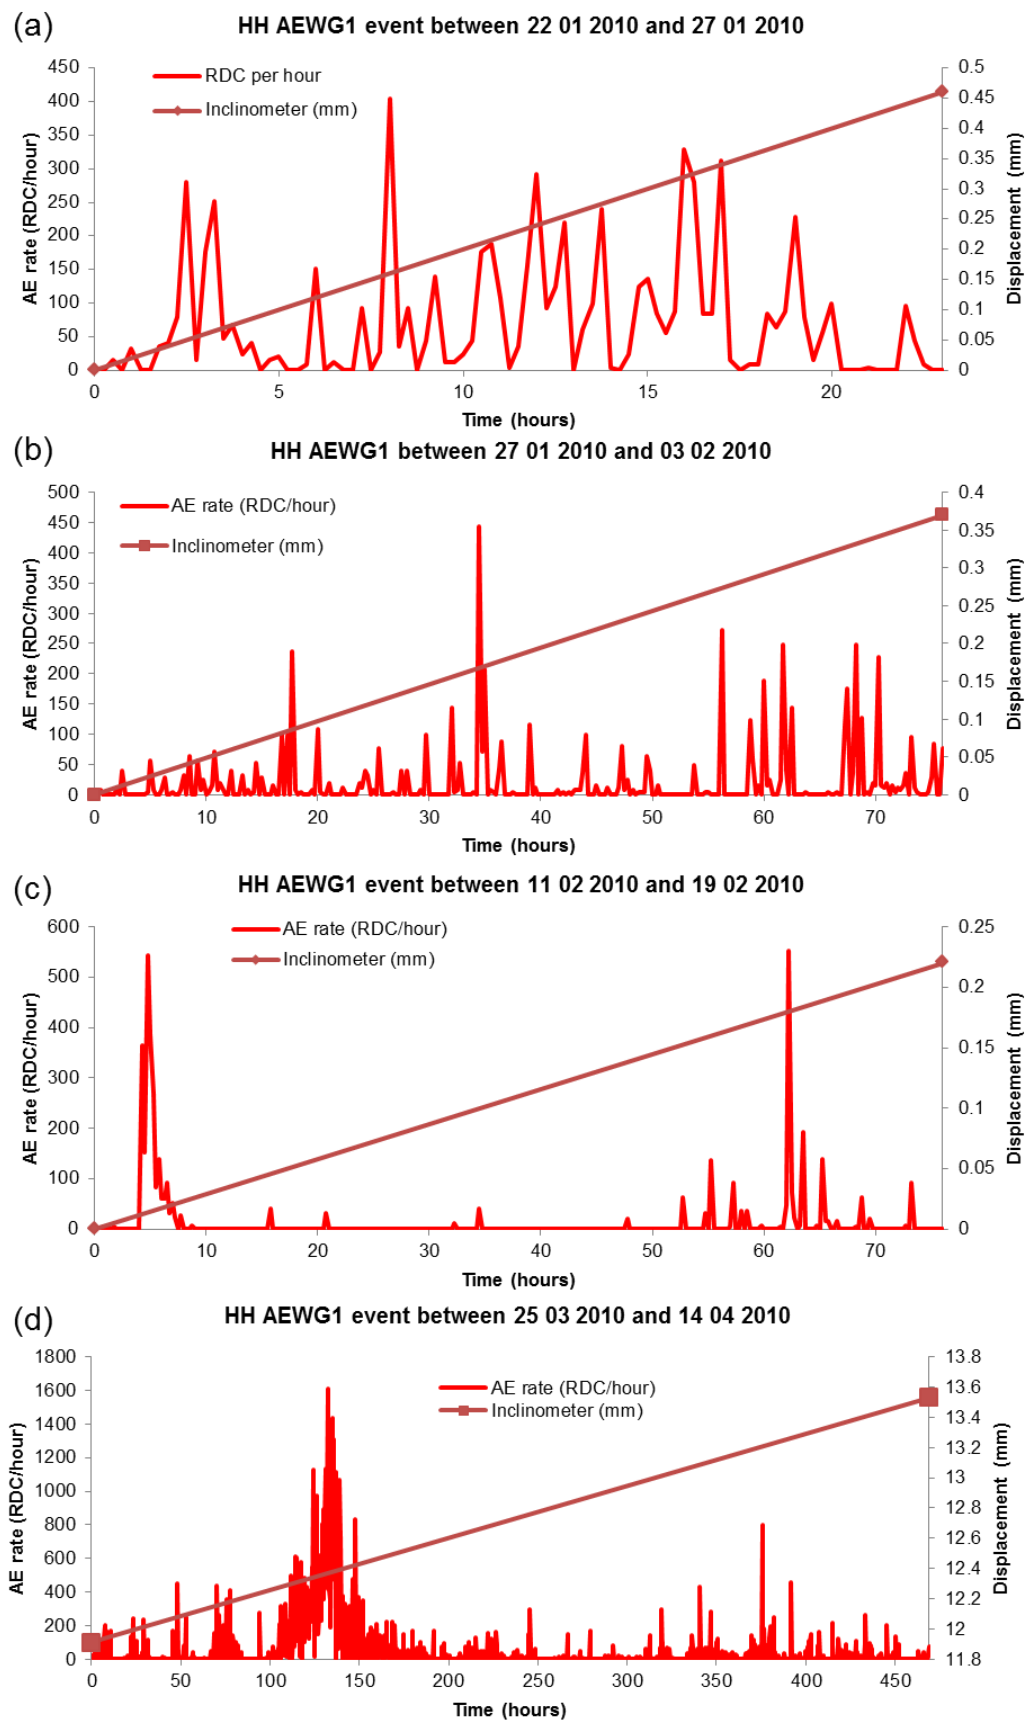 (a)
HH AEWG1 event between 22 01 2010 and 27 01 2010
RDC per hour
Inclinometer (mm)
AE rate (RDC/hour)
450
400
350
300
250
200
150
100
50
0
0.5
0.45
0.4
0.35
0.3
0.25
0.2
0.15
0.1
0.05
0
Displacement (mm)
0 5 10 15 20
Time (hours)
(b)
HH AEWG1 between 27 01 2010 and 03 02 2010
AE rate (RDC/hour)
Inclinometer (mm)
AE rate (RDC/hour)
500
450
400
350
300
250
200
150
100
50
0
0.4
0.35
0.3
0.25
0.2
0.15
0.1
0.05
0
Displacement (mm)
0 10 20 30 40 50 60 70
Time (hours)
(c)
HH AEWG1 event between 11 02 2010 and 19 02 2010
AE rate (RDC/hour)
Inclinometer (mm)
AE rate (RDC/hour)
600
500
400
300
200
100
0
0.25
0.2
0.15
0.1
0.05
0
Displacement (mm)
0 10 20 30 40 50 60 70
Time (hours)
(d)
HH AEWG1 event between 25 03 2010 and 14 04 2010
AE rate (RDC/hour)
Inclinometer (mm)
AE rate (RDC/hour)
1800
1600
1400
1200
1000
800
600
400
200
0
13.8
13.6
13.4
13.2
13
12.8
12.6
12.4
12.2
12
11.8
Displacement (mm)
0 50 100 150 200 250 300 350 400 450
Time (hours)